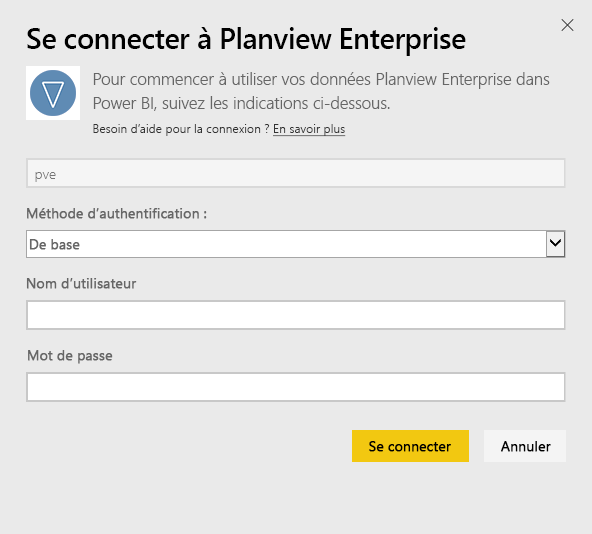 Se connecter à Planview Enterprise
Pour commencer à utiliser vos données Planview Enterprise dans
Power BI, suivez les indications ci-dessous.
Besoin d’aide pour la connexion ? En savoir plus
pve
Méthode d’authentification :
De base
Nom d’utilisateur
Mot de passe
Se connecter
Annuler